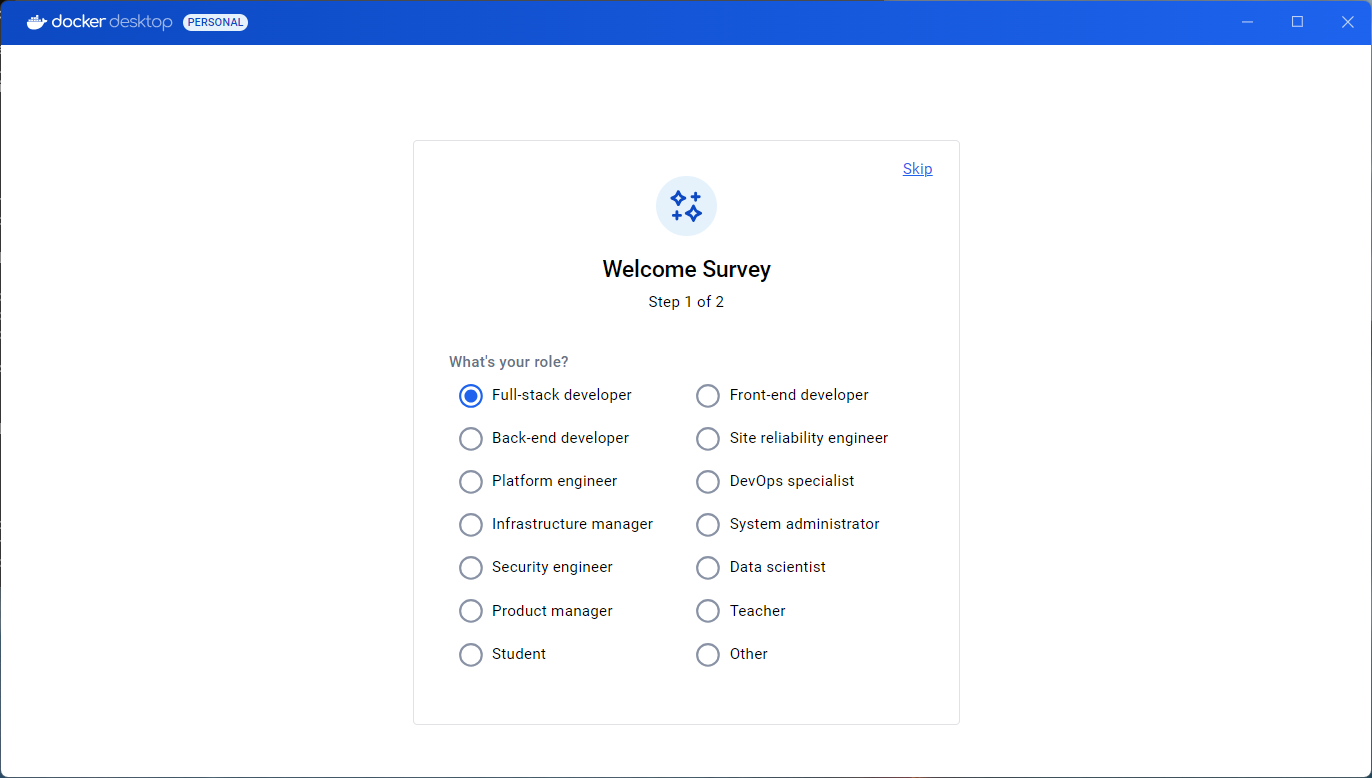 docker desktop PERSONAL
Skip
Welcome Survey
Step 1 of 2
What's your role?
Full-stack developer
Front-end developer
Back-end developer
Site reliability engineer
Platform engineer
DevOps specialist
Infrastructure manager
System administrator
Security engineer
Data scientist
Product manager
Teacher
Student
Other